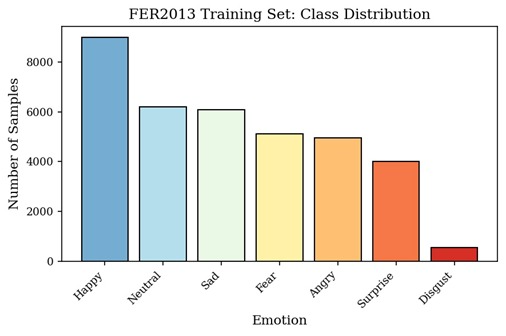 FER2013 Training Set: Class Distribution
Number of Samples
8000
6000
4000
2000
0
Happy
Neutral
Sad
Fear
Angry
Surprise
Disgust
Emotion